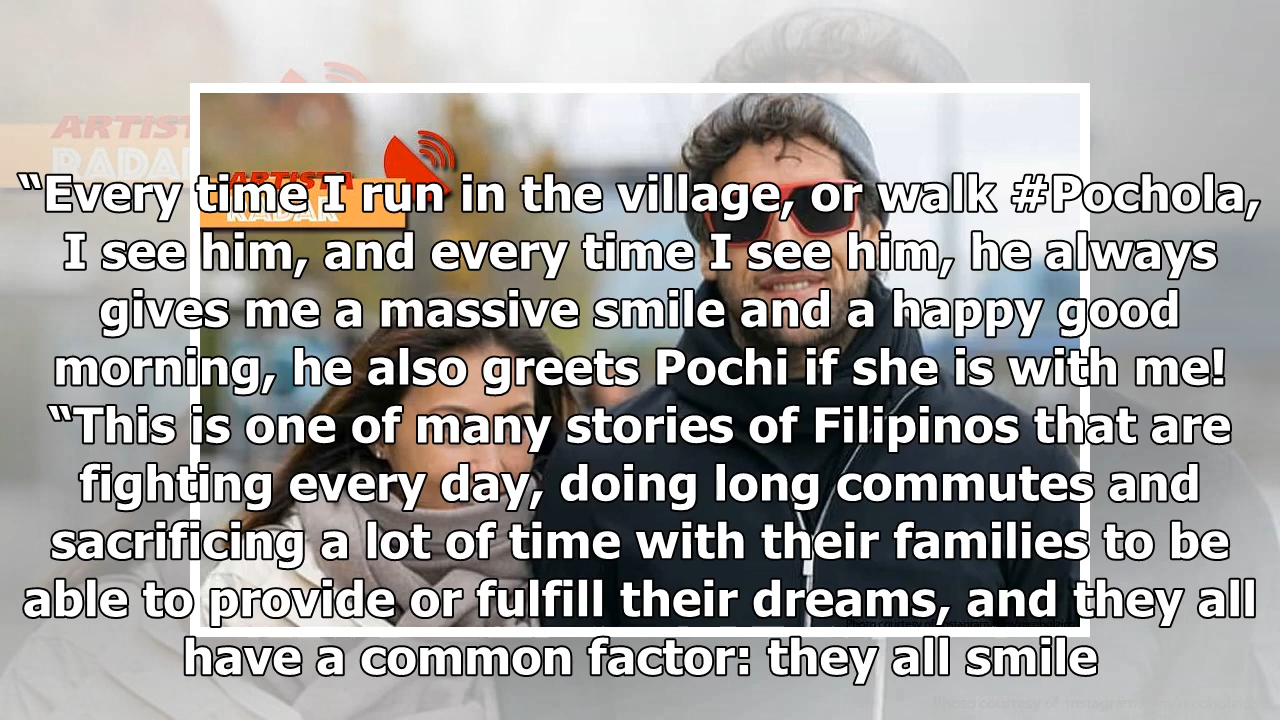 ARTISTA
RADAR
“Every time I run in the village, or walk #Pochola,
I see him, and every time I see him, he always
gives me a massive smile and a happy good
morning, he also greets Pochi if she is with me!
“This is one of many stories of Filipinos that are
fighting every day, doing long commutes and
sacrificing a lot of time with their families to be
able to provide or fulfill their dreams, and they all
have a common factor: they all smile
Photo courtesy of